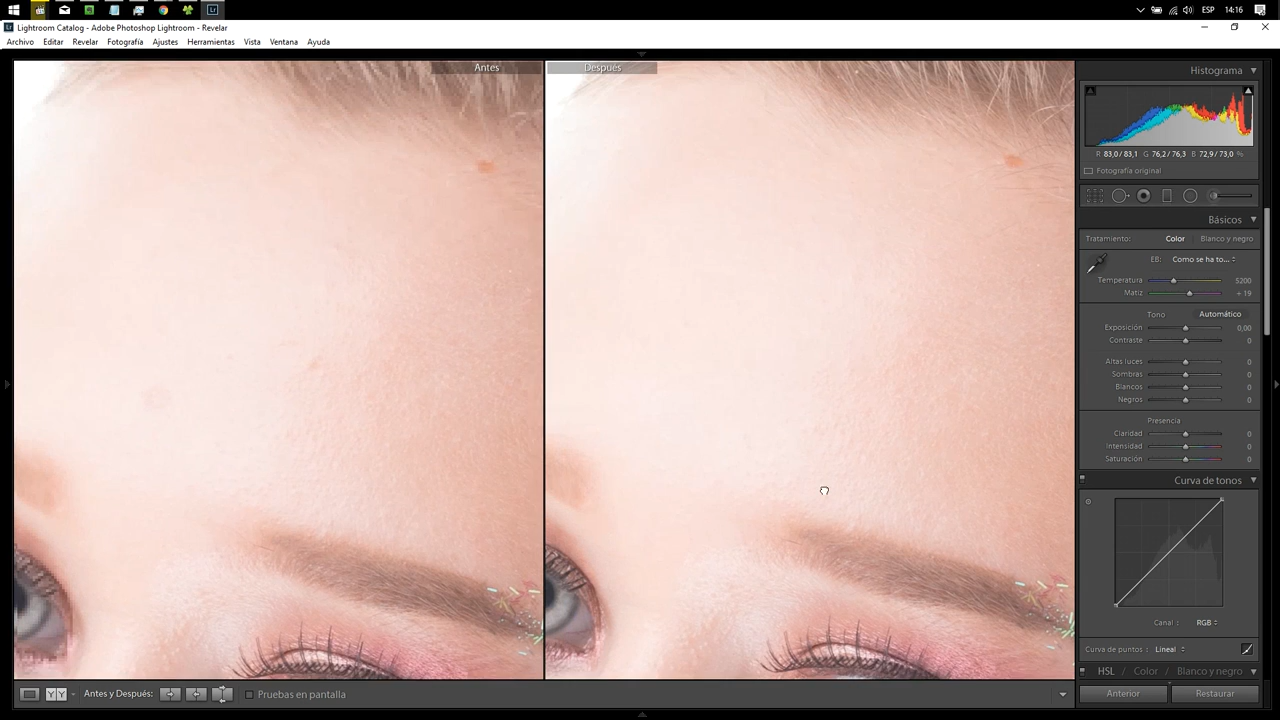 ESP 14:16
Lightroom Catalog - Adobe Photoshop Lightroom - Revelar
Archivo Editar Revelar Fotografía Ajustes Herramientas Vista Ventana Ayuda
Antes
Después
Histograma
R 83,0 / 83,1 G 76,2 / 76,3 B 72,9 / 73,0 %
Fotografía original
Básicos
Tratamiento: Color Blanco y negro
EB: Como se ha to...
Temperatura 5200
Matiz + 19
Tono Automático
Exposición 0,00
Contraste 0
Altas luces 0
Sombras 0
Blancos 0
Negros 0
Presencia
Claridad 0
Intensidad 0
Saturación 0
Curva de tonos
Canal : RGB
Curva de puntos : Lineal
HSL / Color / Blanco y negro
YY Antes y Después: Pruebas en pantalla
Anterior Restaurar